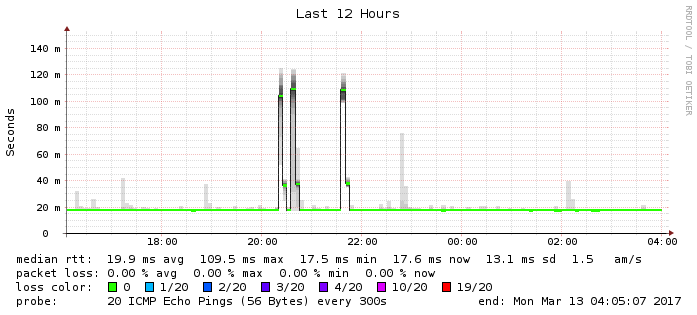 Last 12 Hours
RRDTOOL / TOBI OETIKER
Seconds
140 m
120 m
100 m
80 m
60 m
40 m
20 m
0
18:00 20:00 22:00 00:00 02:00 04:00
median rtt: 19.9 ms avg 109.5 ms max 17.5 ms min 17.6 ms now 13.1 ms sd 1.5 am/s
packet loss: 0.00 % avg 0.00 % max 0.00 % min 0.00 % now
loss color: 0 1/20 2/20 3/20 4/20 10/20 19/20
probe: 20 ICMP Echo Pings (56 Bytes) every 300s end: Mon Mar 13 04:05:07 2017